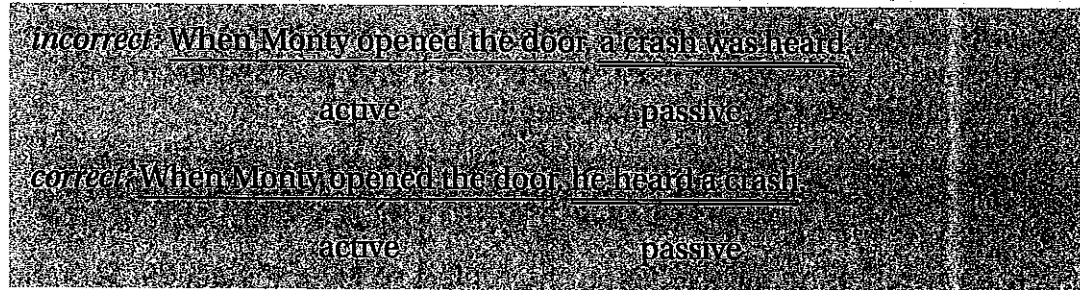 incorrect: When Monty opened the door, a crash was heard.
active passive
correct: When Monty opened the door, he heard a crash.
active passive